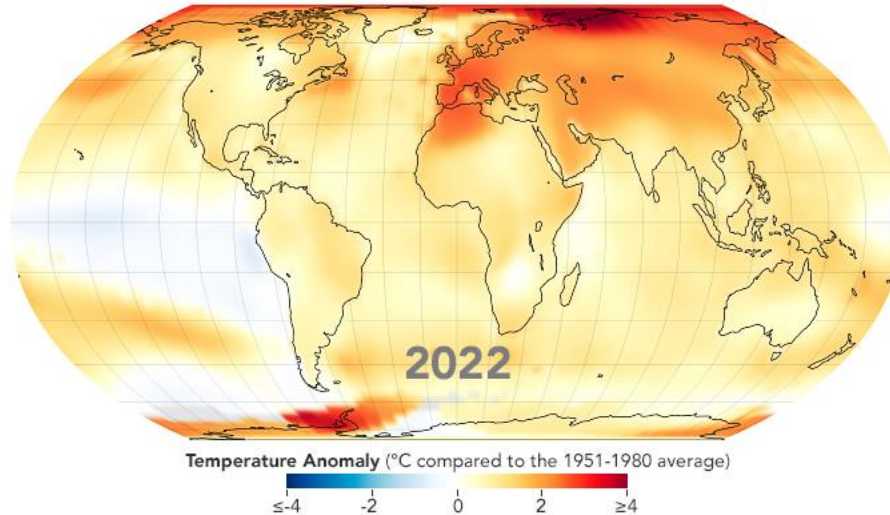 2022
Temperature Anomaly (°C compared to the 1951-1980 average)
≤-4 -2 0 2 ≥4